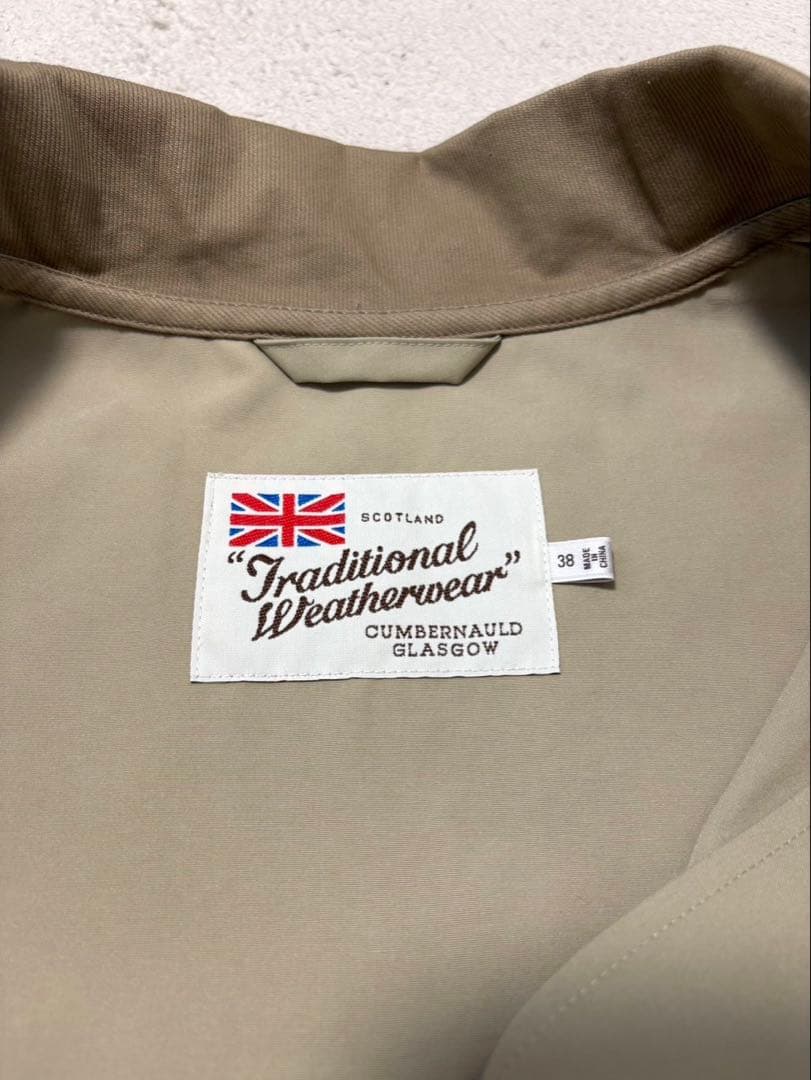 SCOTLAND
"Traditional
Weatherwear"
CUMBERNAULD
GLASGOW
38
MADE
IN
CHINA